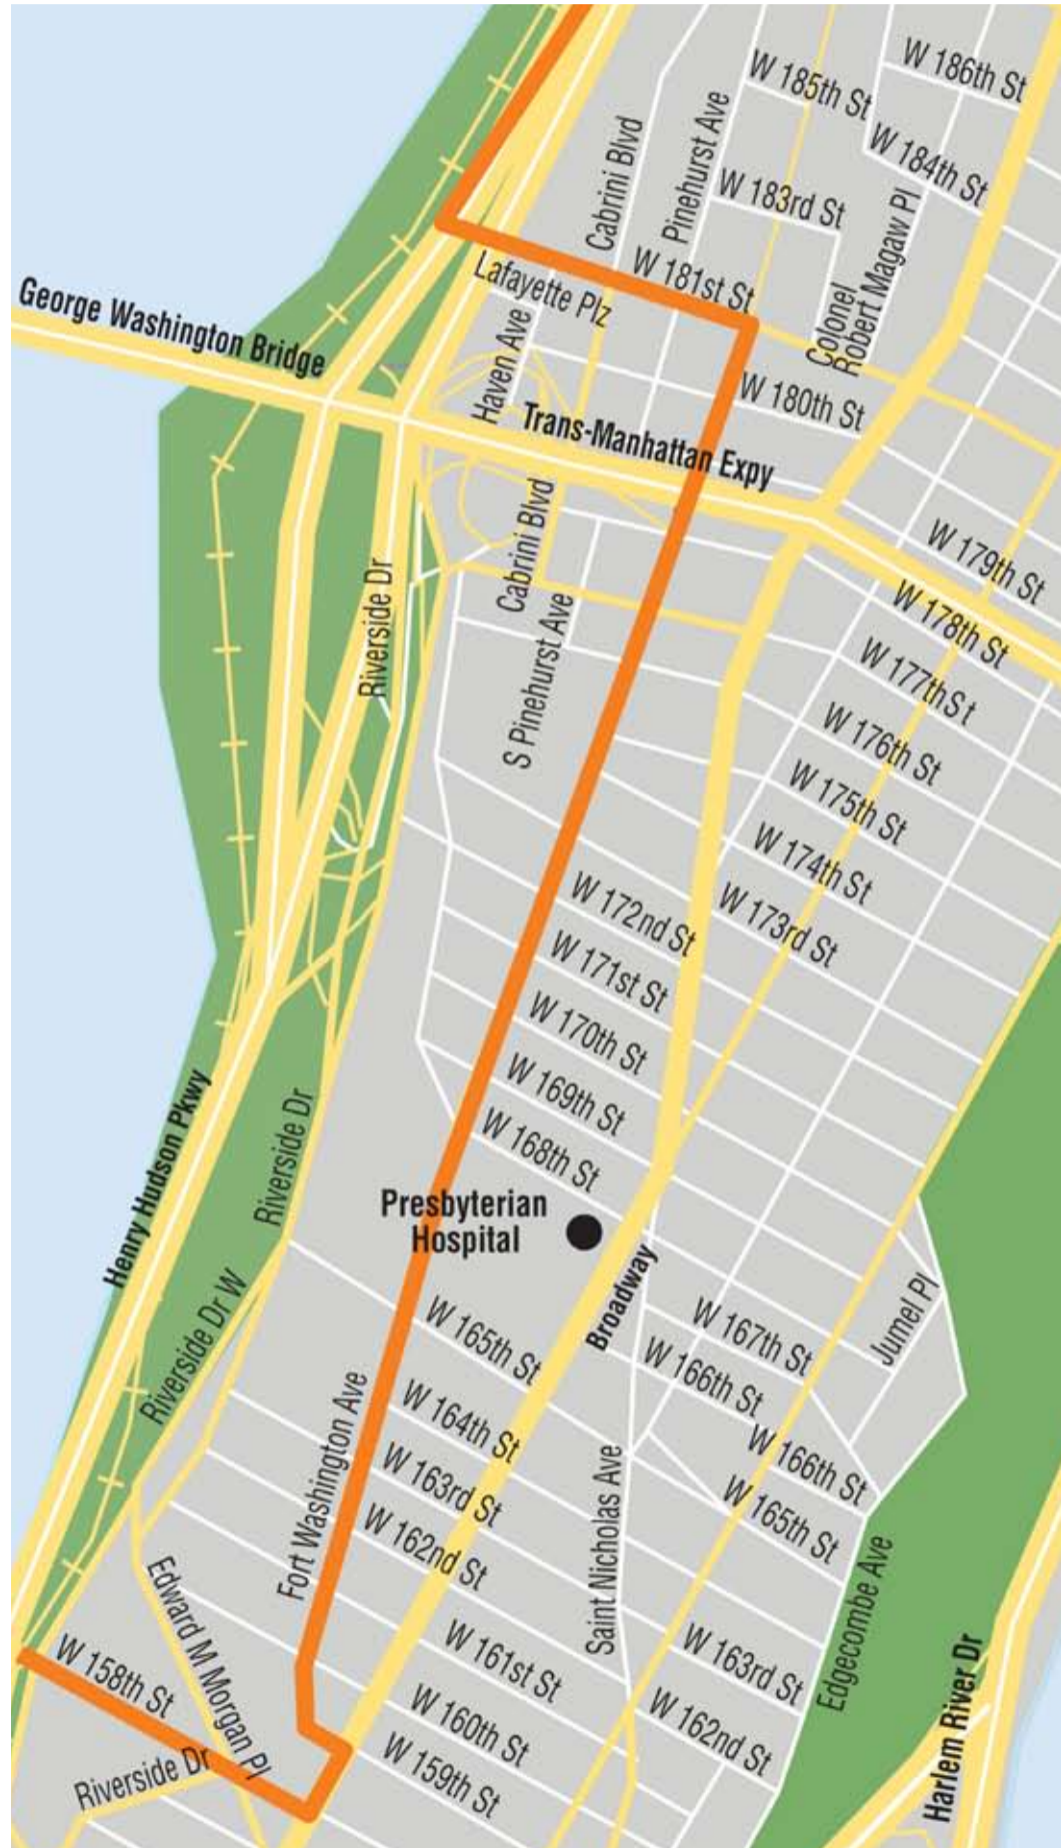 W 186th St
W 185th St
W 184th St
Cabrini Blvd
Pinehurst Ave
W 183rd St
Colonel
Robert Magaw Pl
W 181st St
Lafayette Plz
George Washington Bridge
Haven Ave
W 180th St
Trans-Manhattan Expy
W 179th St
Cabrini Blvd
Riverside Dr
W 178th St
S Pinehurst Ave
W 177th St
W 176th St
W 175th St
W 174th St
W 173rd St
W 172nd St
W 171st St
W 170th St
W 169th St
W 168th St
Henry Hudson Pkwy
Riverside Dr
Presbyterian
Hospital
Broadway
Riverside Dr W
Jumel Pl
W 167th St
W 166th St
W 165th St
W 164th St
W 166th St
W 165th St
Fort Washington Ave
W 163rd St
W 162nd St
Saint Nicholas Ave
Edgecombe Ave
Edward M Morgan Pl
W 161st St
W 163rd St
W 158th St
W 160th St
W 162nd St
Harlem River Dr
Riverside Dr
W 159th St